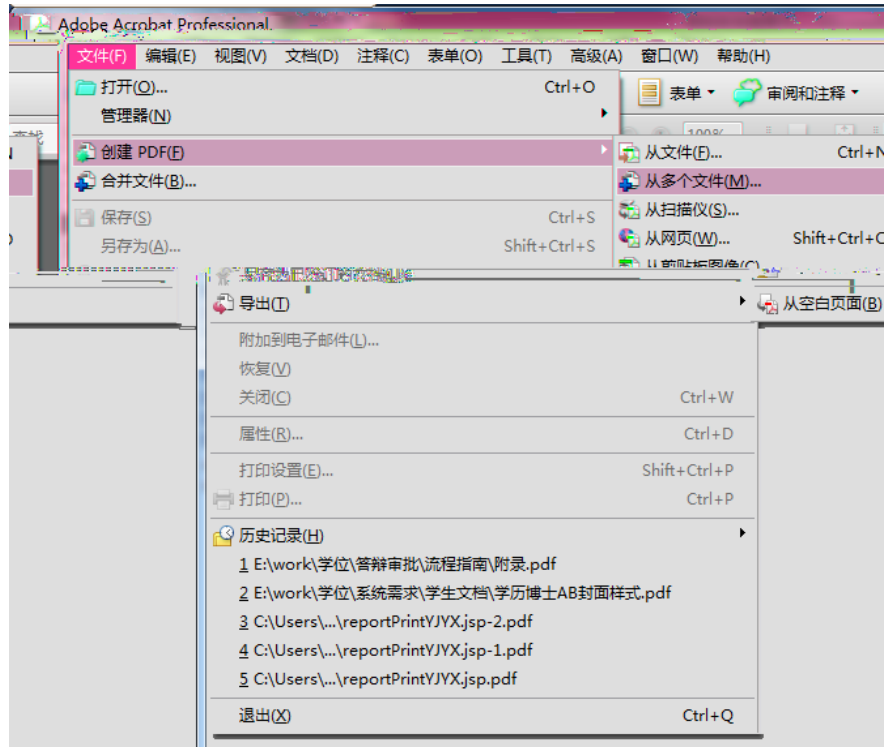 Adobe Acrobat Professional.
文件(F) 编辑(E) 视图(V) 文档(D) 注释(C) 表单(O) 工具(T) 高级(A) 窗口(W) 帮助(H)
打开(O)... Ctrl+O
表单 审阅和注释
管理器(N)
100%
创建 PDF(F)
从文件(F)... Ctrl+N
合并文件(B)...
从多个文件(M)...
保存(S) Ctrl+S
从扫描仪(S)...
另存为(A)... Shift+Ctrl+S
从网页(W)... Shift+Ctrl+C
从剪贴板图像(C)
导出(T)
从空白页面(B)
附加到电子邮件(L)...
恢复(V)
关闭(C) Ctrl+W
属性(R)... Ctrl+D
打印设置(E)... Shift+Ctrl+P
打印(P)... Ctrl+P
历史记录(H)
1 E:\work\学位\答辩审批\流程指南\附录.pdf
2 E:\work\学位\系统需求\学生文档\学历博士AB封面样式.pdf
3 C:\Users\...\reportPrintYJYX.jsp-2.pdf
4 C:\Users\...\reportPrintYJYX.jsp-1.pdf
5 C:\Users\...\reportPrintYJYX.jsp.pdf
退出(X) Ctrl+Q